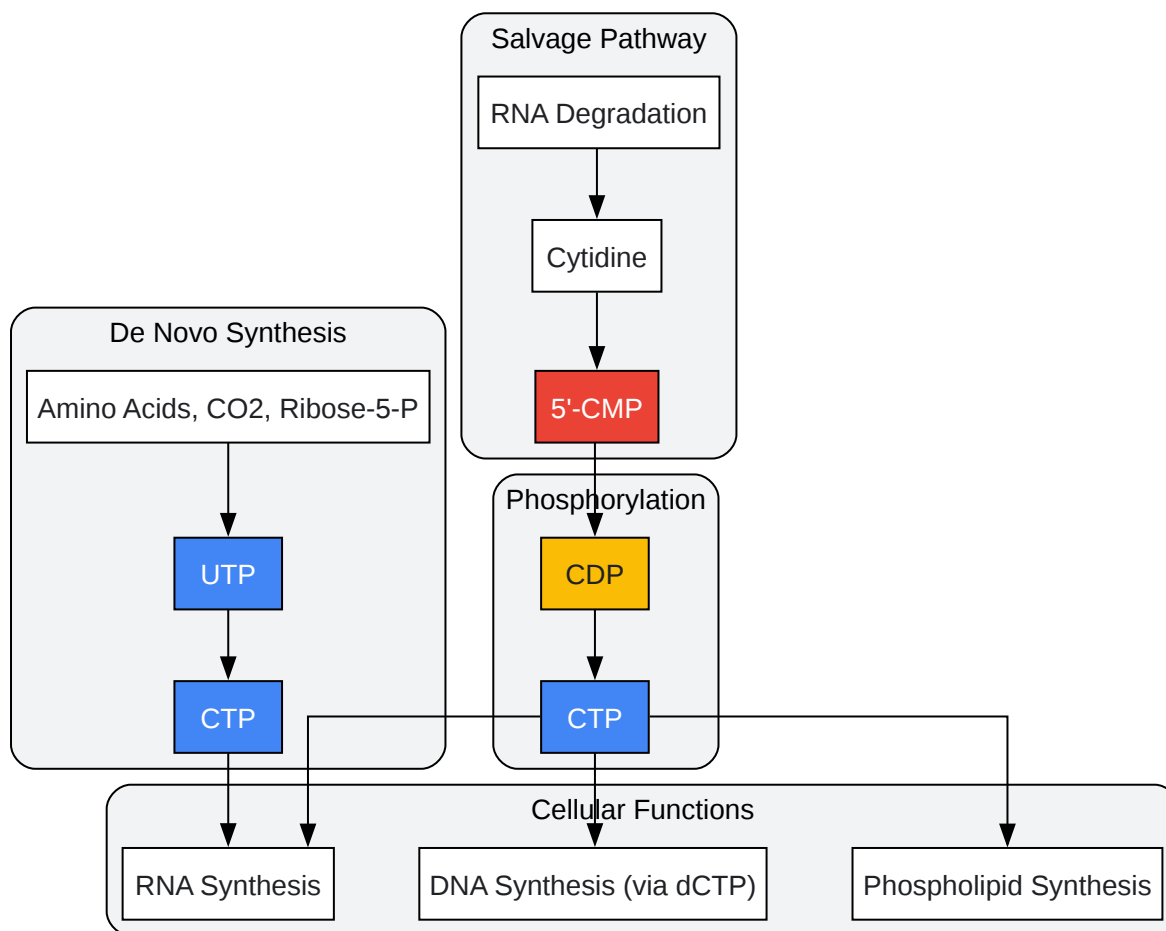 Salvage Pathway
RNA Degradation
Cytidine
5'-CMP
De Novo Synthesis
Amino Acids, CO2, Ribose-5-P
UTP
CTP
Phosphorylation
CDP
CTP
Cellular Functions
RNA Synthesis
DNA Synthesis (via dCTP)
Phospholipid Synthesis